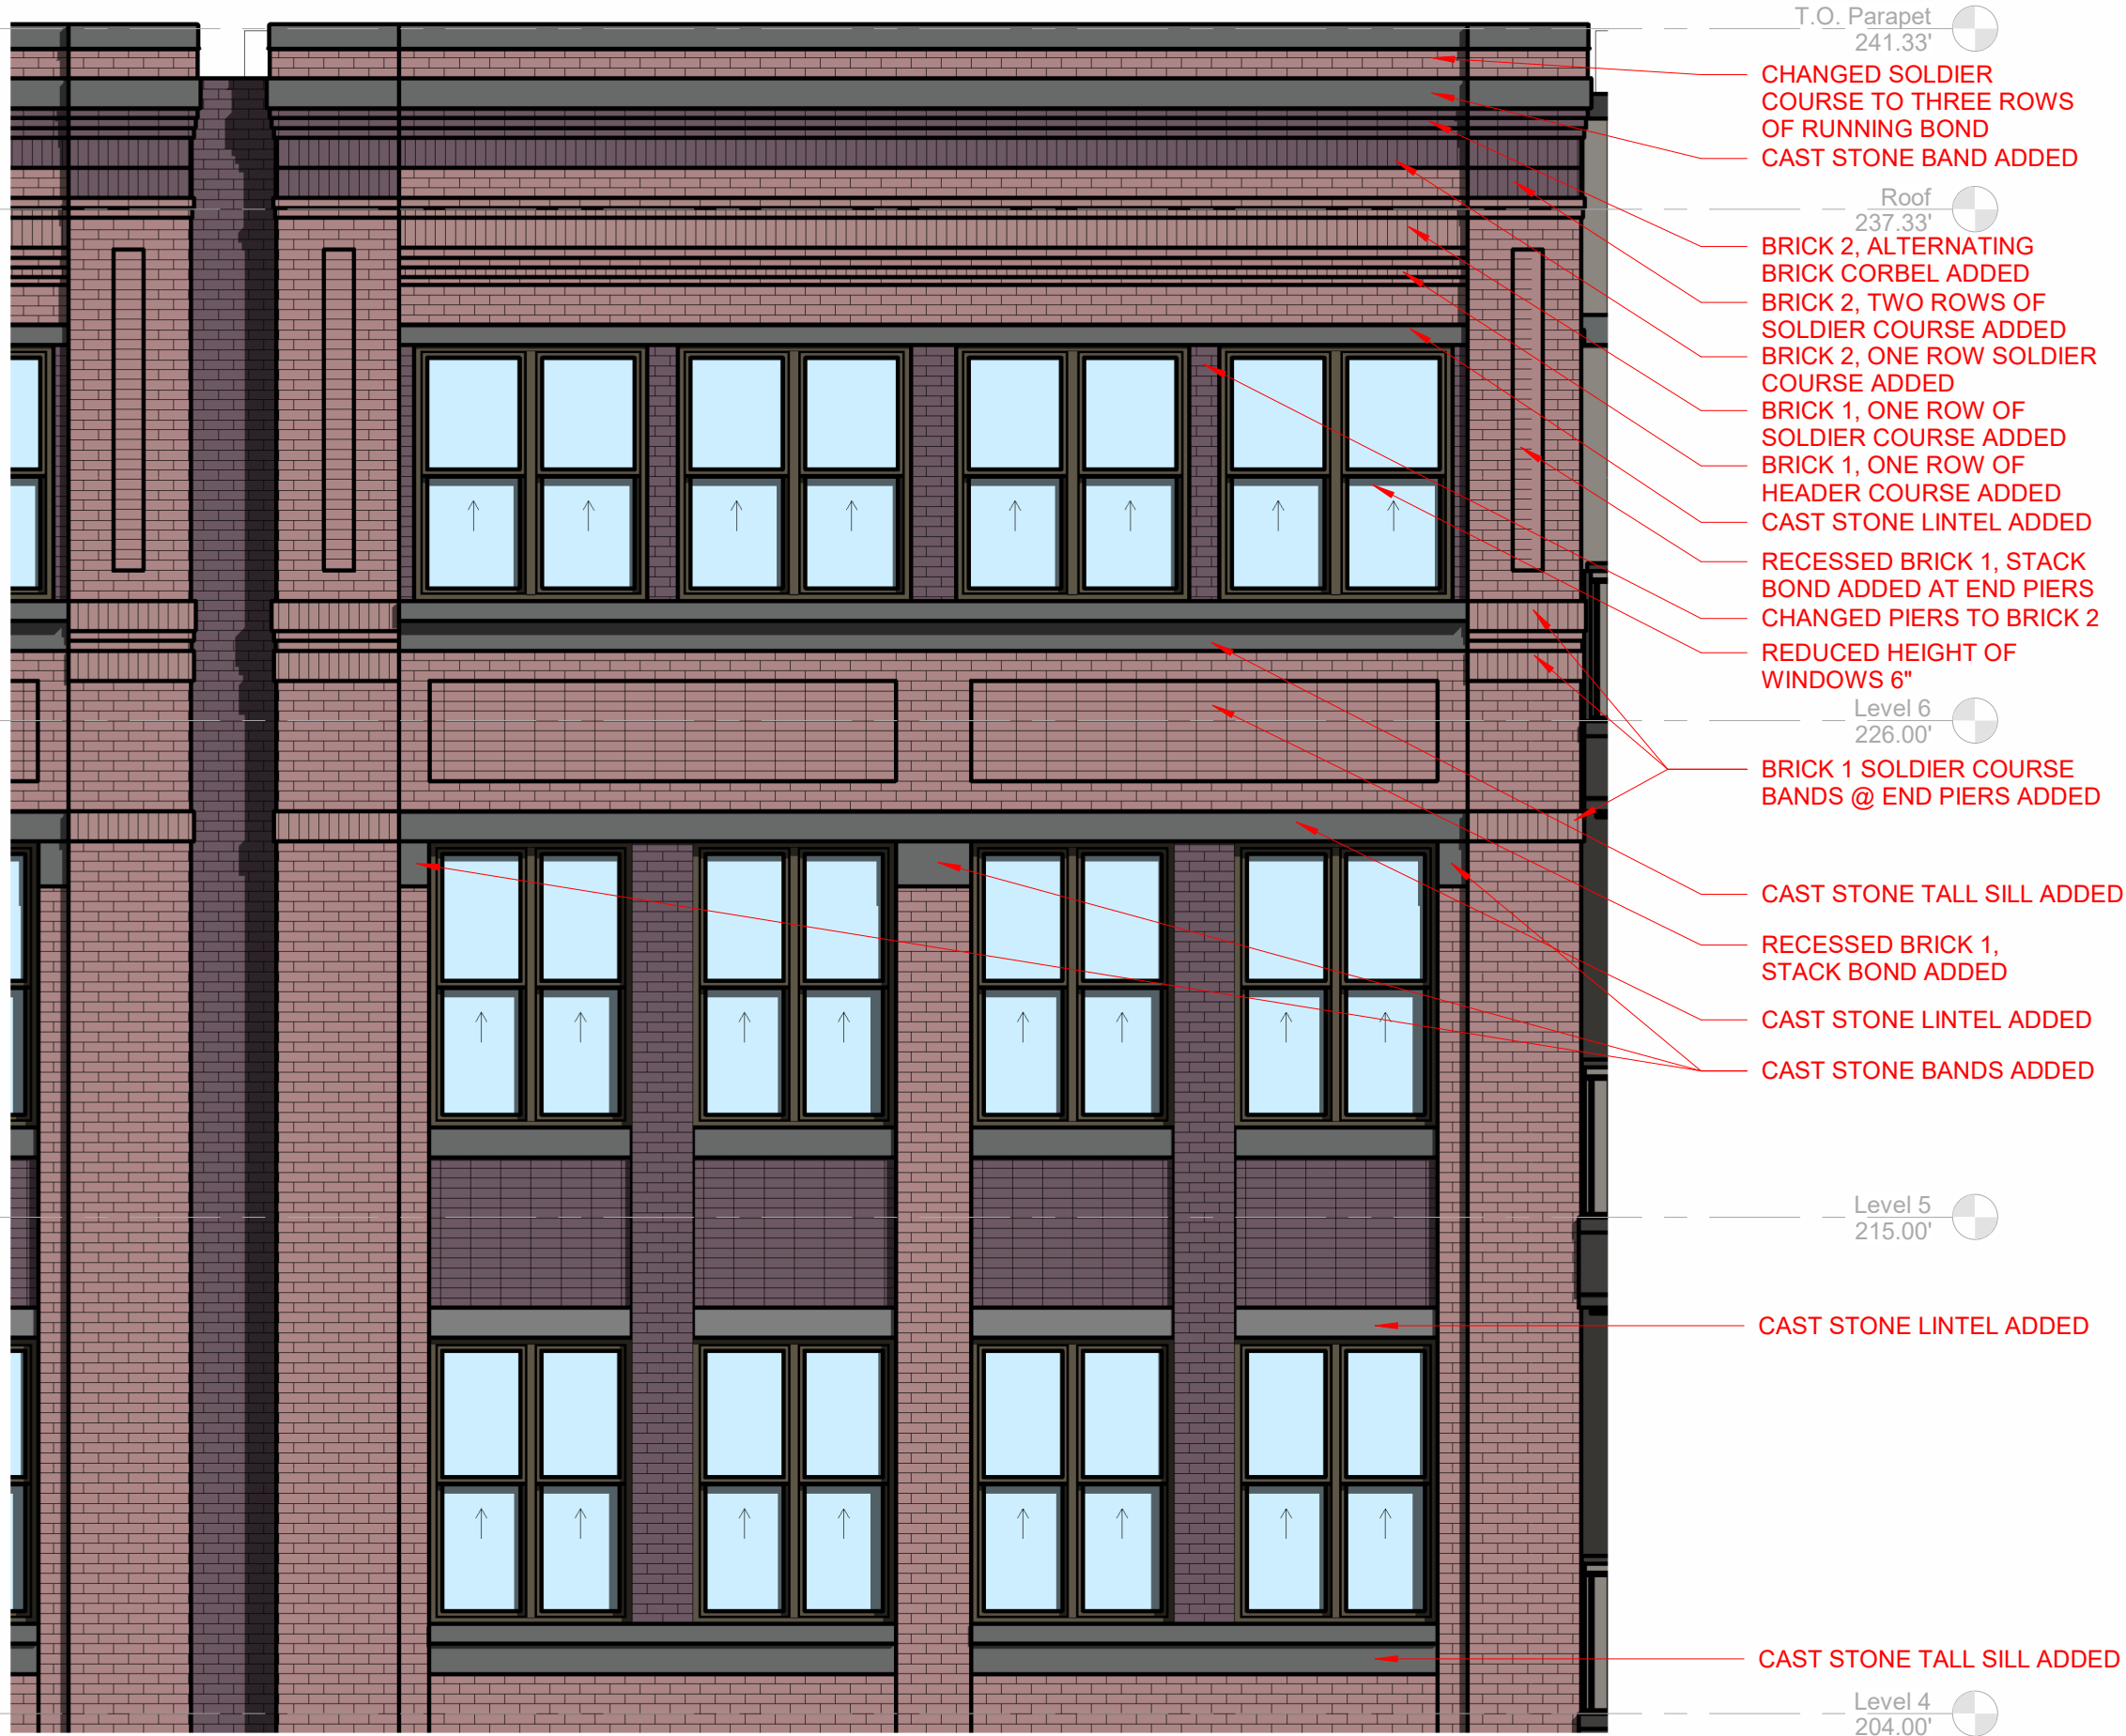 T.O. Parapet
241.33'
CHANGED SOLDIER
COURSE TO THREE ROWS
OF RUNNING BOND
CAST STONE BAND ADDED
Roof
237.33'
BRICK 2, ALTERNATING
BRICK CORBEL ADDED
BRICK 2, TWO ROWS OF
SOLDIER COURSE ADDED
BRICK 2, ONE ROW SOLDIER
COURSE ADDED
BRICK 1, ONE ROW OF
SOLDIER COURSE ADDED
BRICK 1, ONE ROW OF
HEADER COURSE ADDED
CAST STONE LINTEL ADDED
RECESSED BRICK 1, STACK
BOND ADDED AT END PIERS
CHANGED PIERS TO BRICK 2
REDUCED HEIGHT OF
WINDOWS 6"
Level 6
226.00'
BRICK 1 SOLDIER COURSE
BANDS @ END PIERS ADDED
CAST STONE TALL SILL ADDED
RECESSED BRICK 1,
STACK BOND ADDED
CAST STONE LINTEL ADDED
CAST STONE BANDS ADDED
Level 5
215.00'
CAST STONE LINTEL ADDED
CAST STONE TALL SILL ADDED
Level 4
204.00'